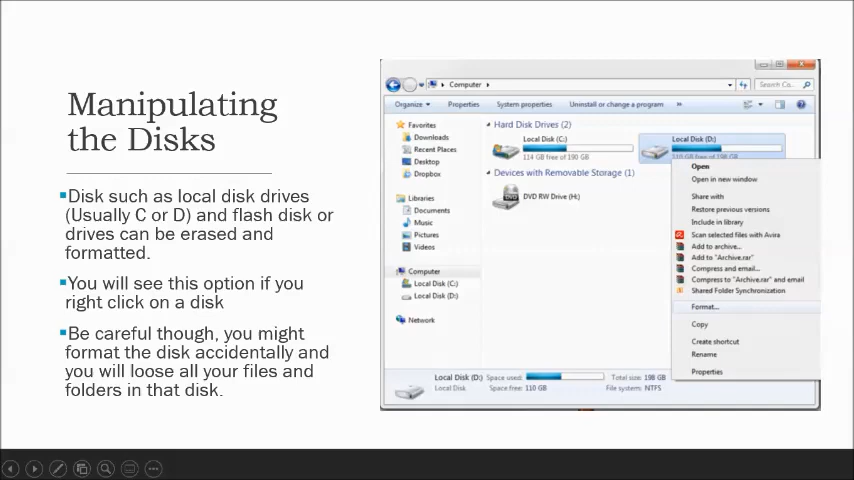 Manipulating
the Disks
Disk such as local disk drives
(Usually C or D) and flash disk or
drives can be erased and
formatted.
You will see this option if you
right click on a disk
Be careful though, you might
format the disk accidentally and
you will loose all your files and
folders in that disk.
Computer
Search Co...
Organize
Properties
System properties
Uninstall or change a program
»
Favorites
Downloads
Recent Places
Desktop
Dropbox
Libraries
Documents
Music
Pictures
Videos
Computer
Local Disk (C:)
Local Disk (D:)
Network
Hard Disk Drives (2)
Local Disk (C:)
114 GB free of 190 GB
Local Disk (D:)
110 GB free of 198 GB
Devices with Removable Storage (1)
DVD RW Drive (H:)
Open
Open in new window
Share with
Restore previous versions
Include in library
Scan selected files with Avira
Add to archive...
Add to "Archive.rar"
Compress and email...
Compress to "Archive.rar" and email
Shared Folder Synchronization
Format...
Copy
Create shortcut
Rename
Properties
Local Disk (D:) Space used: Total size: 198 GB
Local Disk Space free: 110 GB File system: NTFS